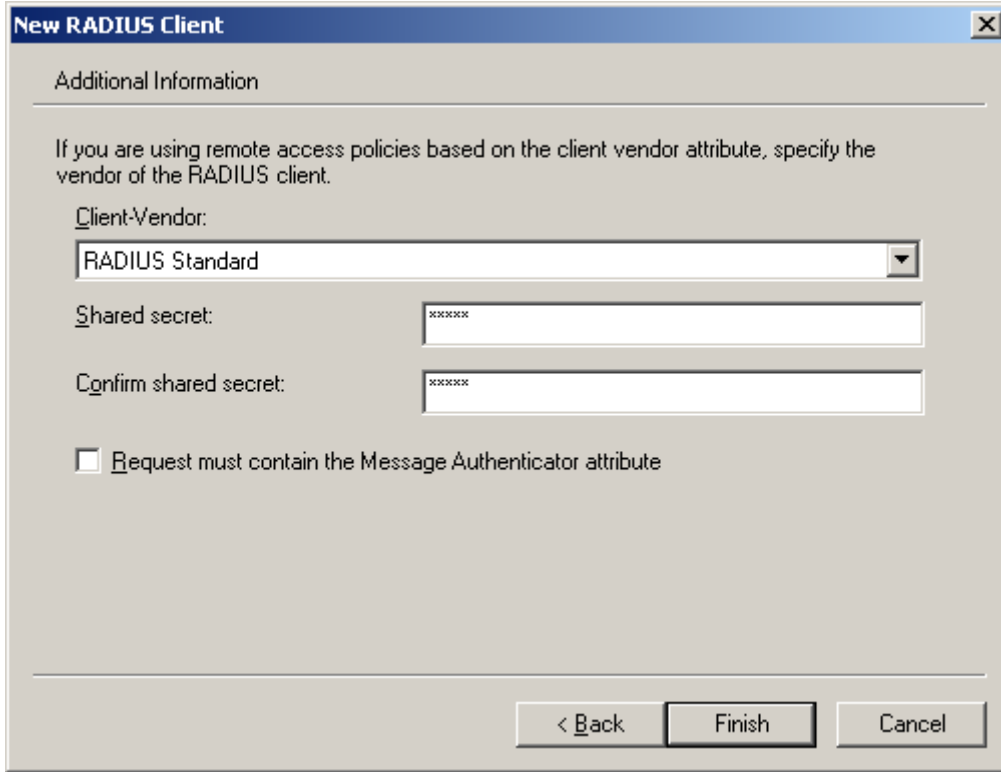 New RADIUS Client
Additional Information
If you are using remote access policies based on the client vendor attribute, specify the
vendor of the RADIUS client.
Client-Vendor:
RADIUS Standard
Shared secret:
*****
Confirm shared secret:
*****
Request must contain the Message Authenticator attribute
< Back
Finish
Cancel